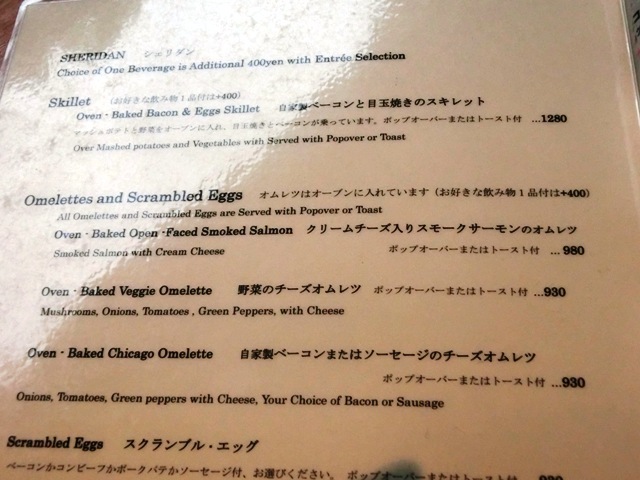 SHERIDAN シェリダン
Choice of One Beverage is Additional 400yen with Entrée Selection
Skillet (お好きな飲み物1品付は+400)
Oven - Baked Bacon & Eggs Skillet 自家製ベーコンと目玉焼きのスキレット
マッシュポテトと野菜をオーブンに入れ、目玉焼きとベーコンが乗っています。ポップオーバーまたはトースト付 ...1280
Over Mashed potatoes and Vegetables with Served with Popover or Toast
Omelettes and Scrambled Eggs オムレツはオーブンに入れています(お好きな飲み物1品付は+400)
All Omelettes and Scrambled Eggs are Served with Popover or Toast
Oven - Baked Open -Faced Smoked Salmon クリームチーズ入りスモークサーモンのオムレツ
Smoked Salmon with Cream Cheese ポップオーバーまたはトースト付 ... 980
Oven - Baked Veggie Omelette 野菜のチーズオムレツ ポップオーバーまたはトースト付 ...930
Mushrooms, Onions, Tomatoes , Green Peppers, with Cheese
Oven - Baked Chicago Omelette 自家製ベーコンまたはソーセージのチーズオムレツ
ポップオーバーまたはトースト付 ...930
Onions, Tomatoes, Green peppers with Cheese, Your Choice of Bacon or Sausage
Scrambled Eggs スクランブル・エッグ
ベーコンかコンビーフかポークパテかソーセージ付、お選びください。 ポップオーバーまたはトースト付